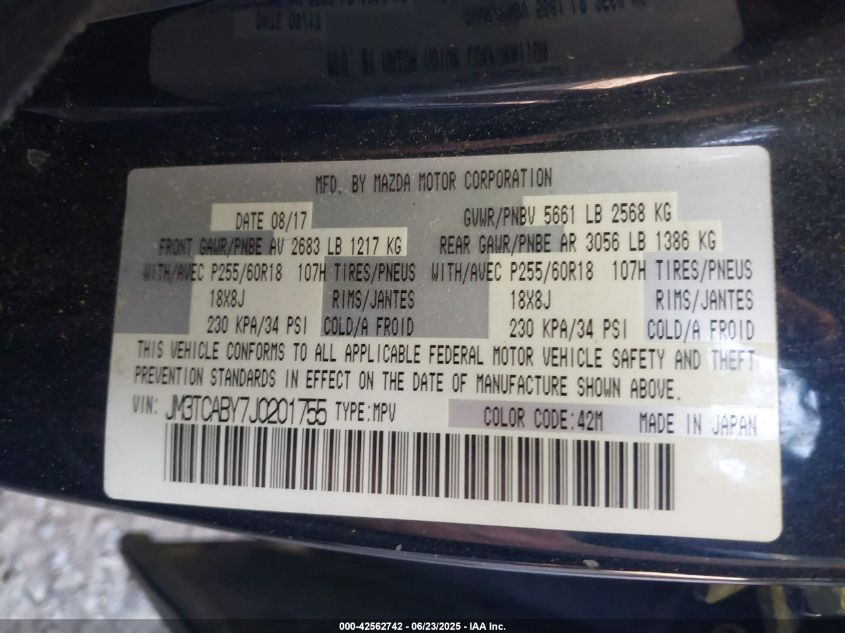 MFD. BY MAZDA MOTOR CORPORATION
DATE 08/17 GVWR/PNBV 5661 LB 2568 KG
FRONT GAWR/PNBE AV 2683 LB 1217 KG REAR GAWR/PNBE AR 3056 LB 1386 KG
WITH/AVEC P255/60R18 107H TIRES/PNEUS WITH/AVEC P255/60R18 107H TIRES/PNEUS
18X8J RIMS/JANTES 18X8J RIMS/JANTES
230 KPA/34 PSI COLD/A FROID 230 KPA/34 PSI COLD/A FROID
THIS VEHICLE CONFORMS TO ALL APPLICABLE FEDERAL MOTOR VEHICLE SAFETY AND THEFT
PREVENTION STANDARDS IN EFFECT ON THE DATE OF MANUFACTURE SHOWN ABOVE.
VIN: JM3TCABY7J0201755 TYPE:MPV COLOR CODE:42M MADE IN JAPAN
000-42562742 - 06/23/2025 - IAA Inc.